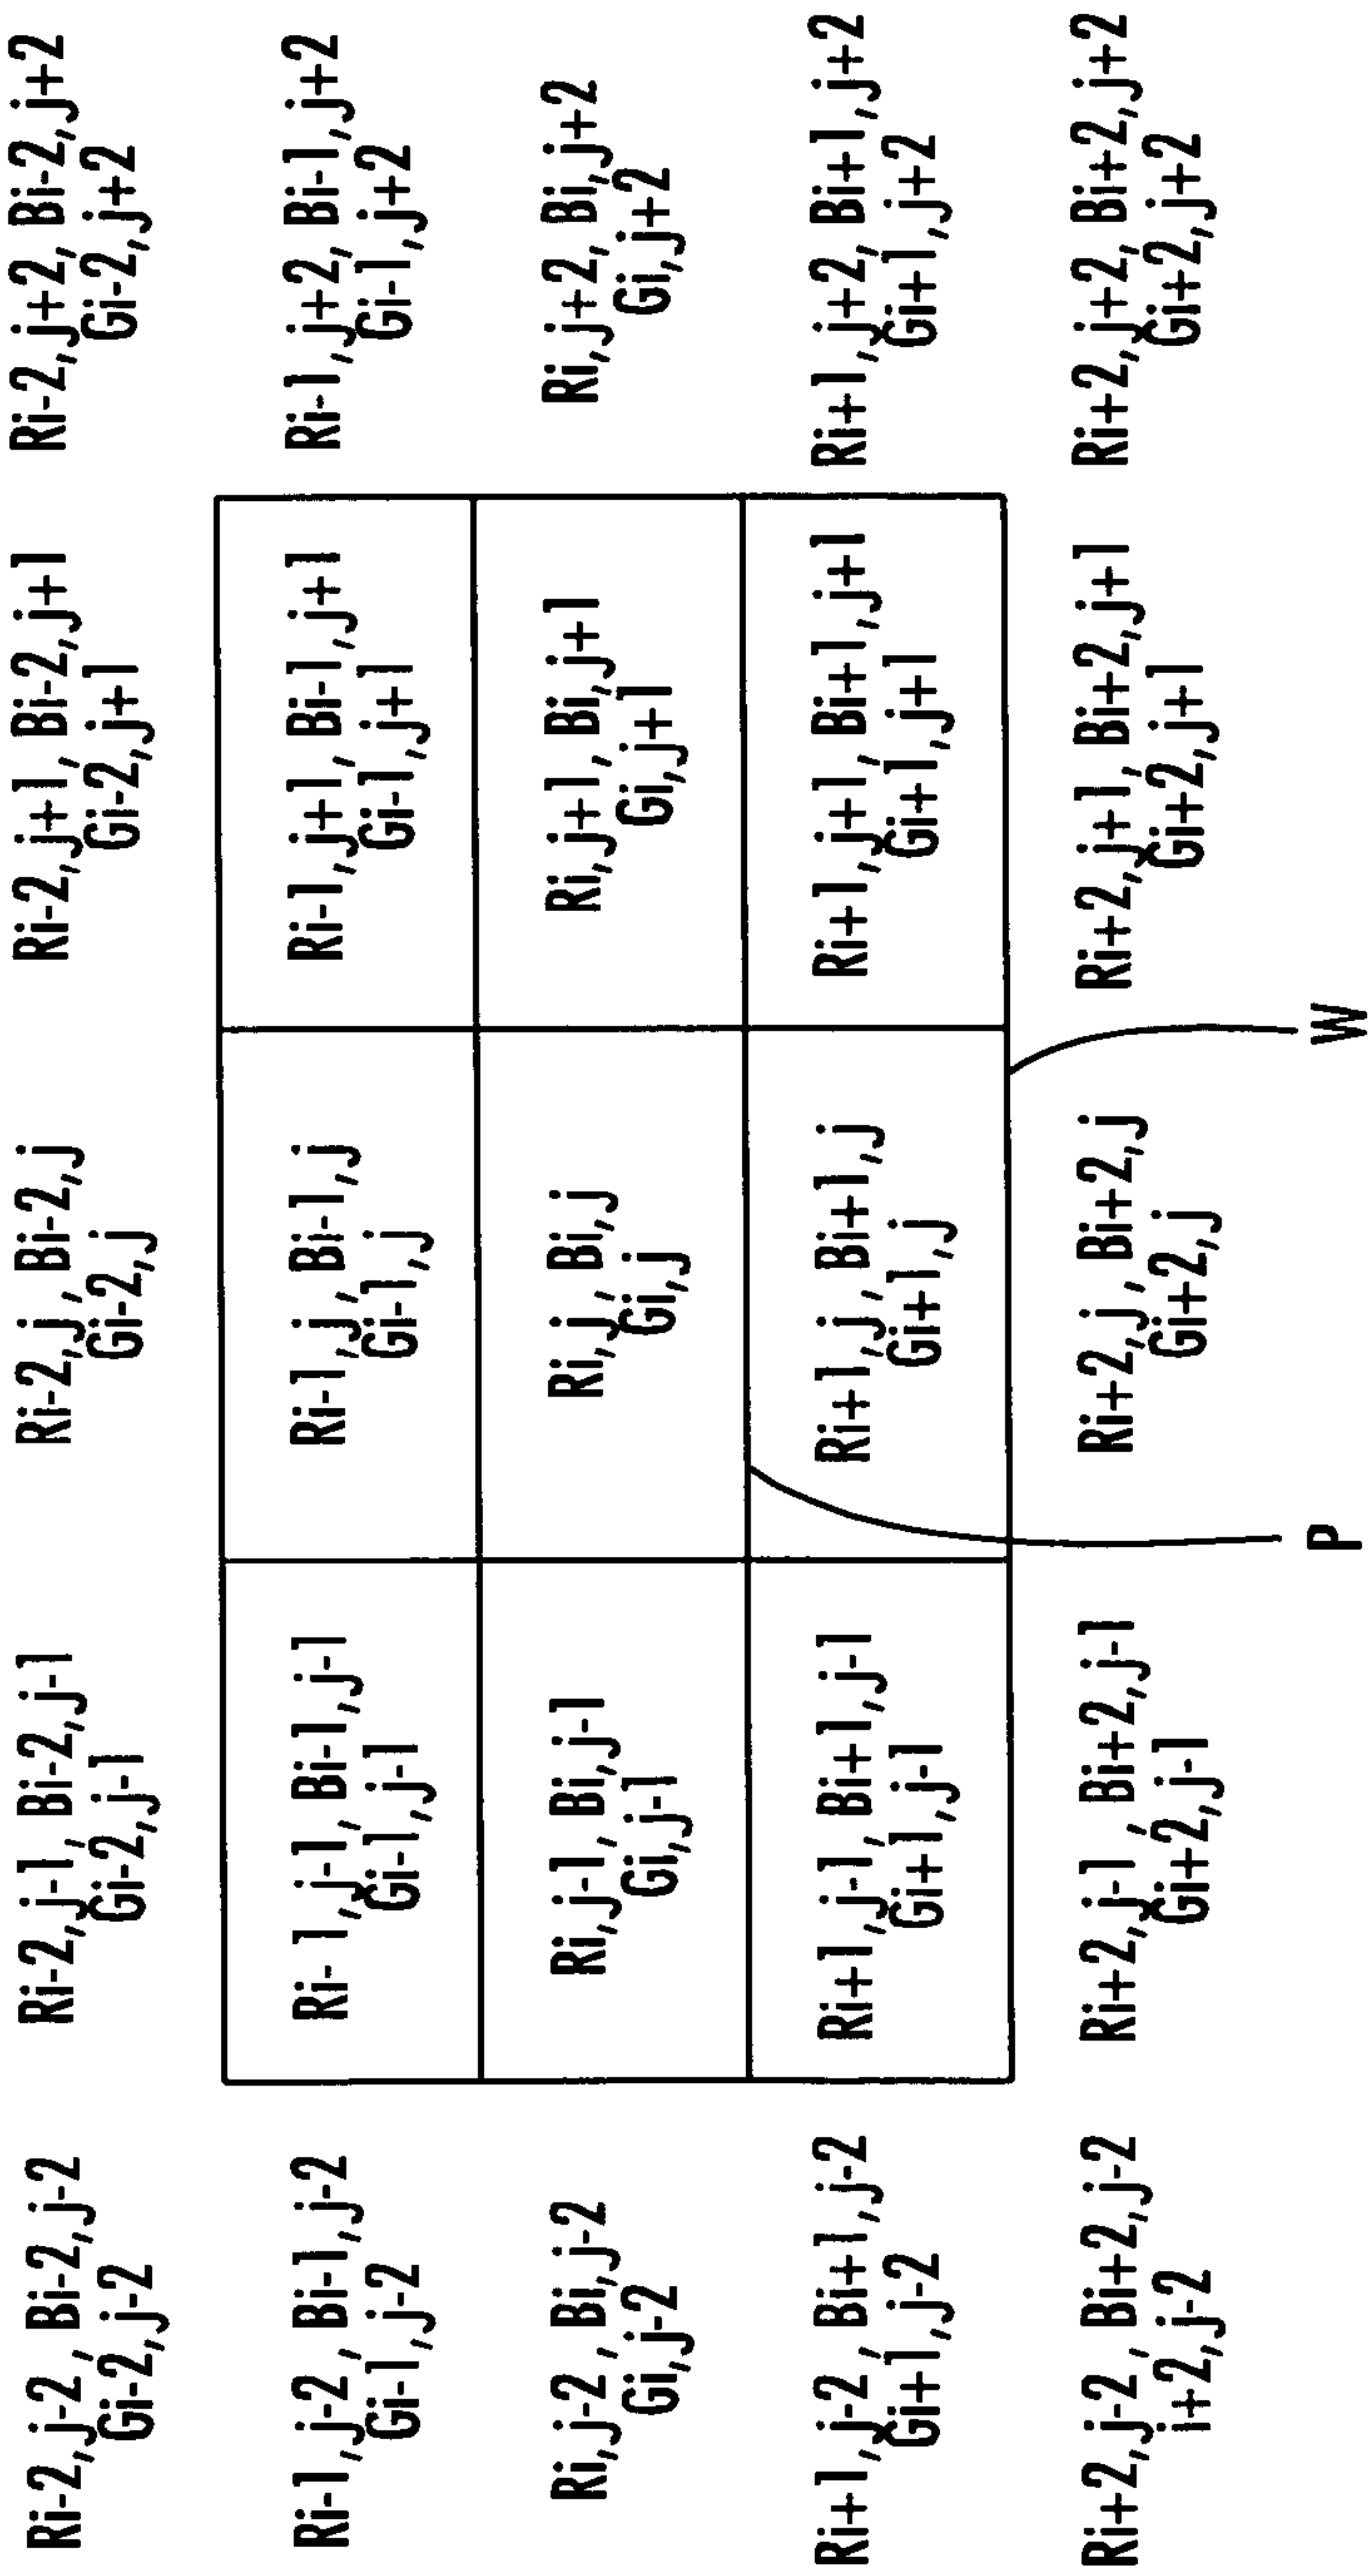 Ri-2,j-2, Bi-2,j-2
Gi-2,j-2
Ri-2,j-1, Bi-2,j-1
Gi-2,j-1
Ri-2,j, Bi-2,j
Gi-2,j
Ri-2,j+1, Bi-2,j+1
Gi-2,j+1
Ri-2,j+2, Bi-2,j+2
Gi-2,j+2
Ri-1,j-2, Bi-1,j-2
Gi-1,j-2
Ri-1,j-1, Bi-1,j-1
Gi-1,j-1
Ri-1,j, Bi-1,j
Gi-1,j
Ri-1,j+1, Bi-1,j+1
Gi-1,j+1
Ri-1,j+2, Bi-1,j+2
Gi-1,j+2
Ri,j-2, Bi,j-2
Gi,j-2
Ri,j-1, Bi,j-1
Gi,j-1
Ri,j, Bi,j
Gi,j
Ri,j+1, Bi,j+1
Gi,j+1
Ri,j+2, Bi,j+2
Gi,j+2
Ri+1,j-2, Bi+1,j-2
Gi+1,j-2
Ri+1,j-1, Bi+1,j-1
Gi+1,j-1
Ri+1,j, Bi+1,j
Gi+1,j
Ri+1,j+1, Bi+1,j+1
Gi+1,j+1
Ri+1,j+2, Bi+1,j+2
Gi+1,j+2
Ri+2,j-2, Bi+2,j-2
i+2,j-2
Ri+2,j-1, Bi+2,j-1
Gi+2,j-1
Ri+2,j, Bi+2,j
Gi+2,j
Ri+2,j+1, Bi+2,j+1
Gi+2,j+1
Ri+2,j+2, Bi+2,j+2
Gi+2,j+2
P
W